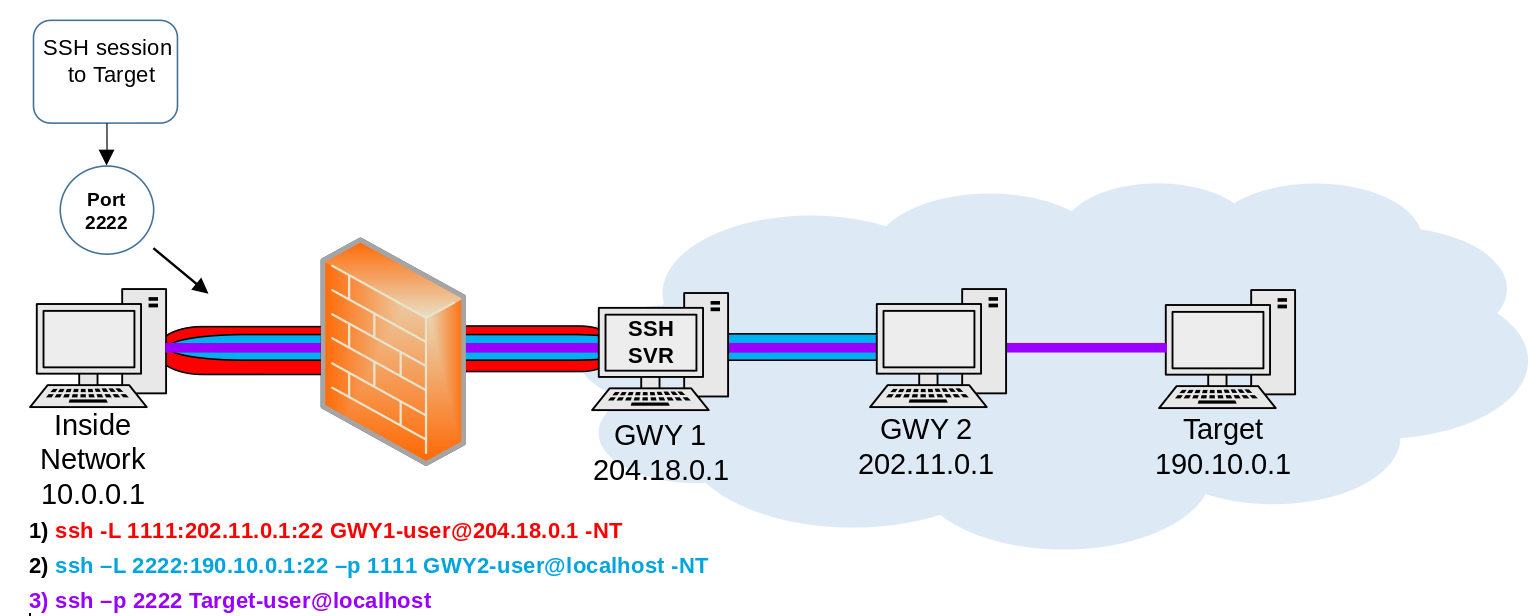 SSH session
to Target
Port
2222
SSH
SVR
Inside
Network
10.0.0.1
GWY 1
204.18.0.1
GWY 2
202.11.0.1
Target
190.10.0.1
1) ssh -L 1111:202.11.0.1:22 GWY1-user@204.18.0.1 -NT
2) ssh –L 2222:190.10.0.1:22 –p 1111 GWY2-user@localhost -NT
3) ssh –p 2222 Target-user@localhost